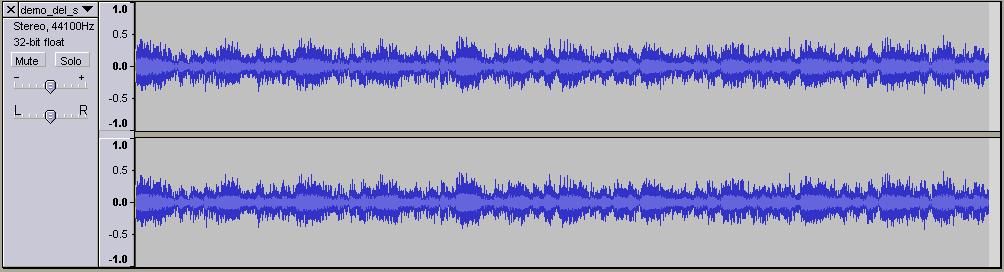 demo_del_s
Stereo, 44100Hz
32-bit float
Mute Solo
- +
L R
1.0
0.5
0.0
-0.5
-1.0
1.0
0.5
0.0
-0.5
-1.0